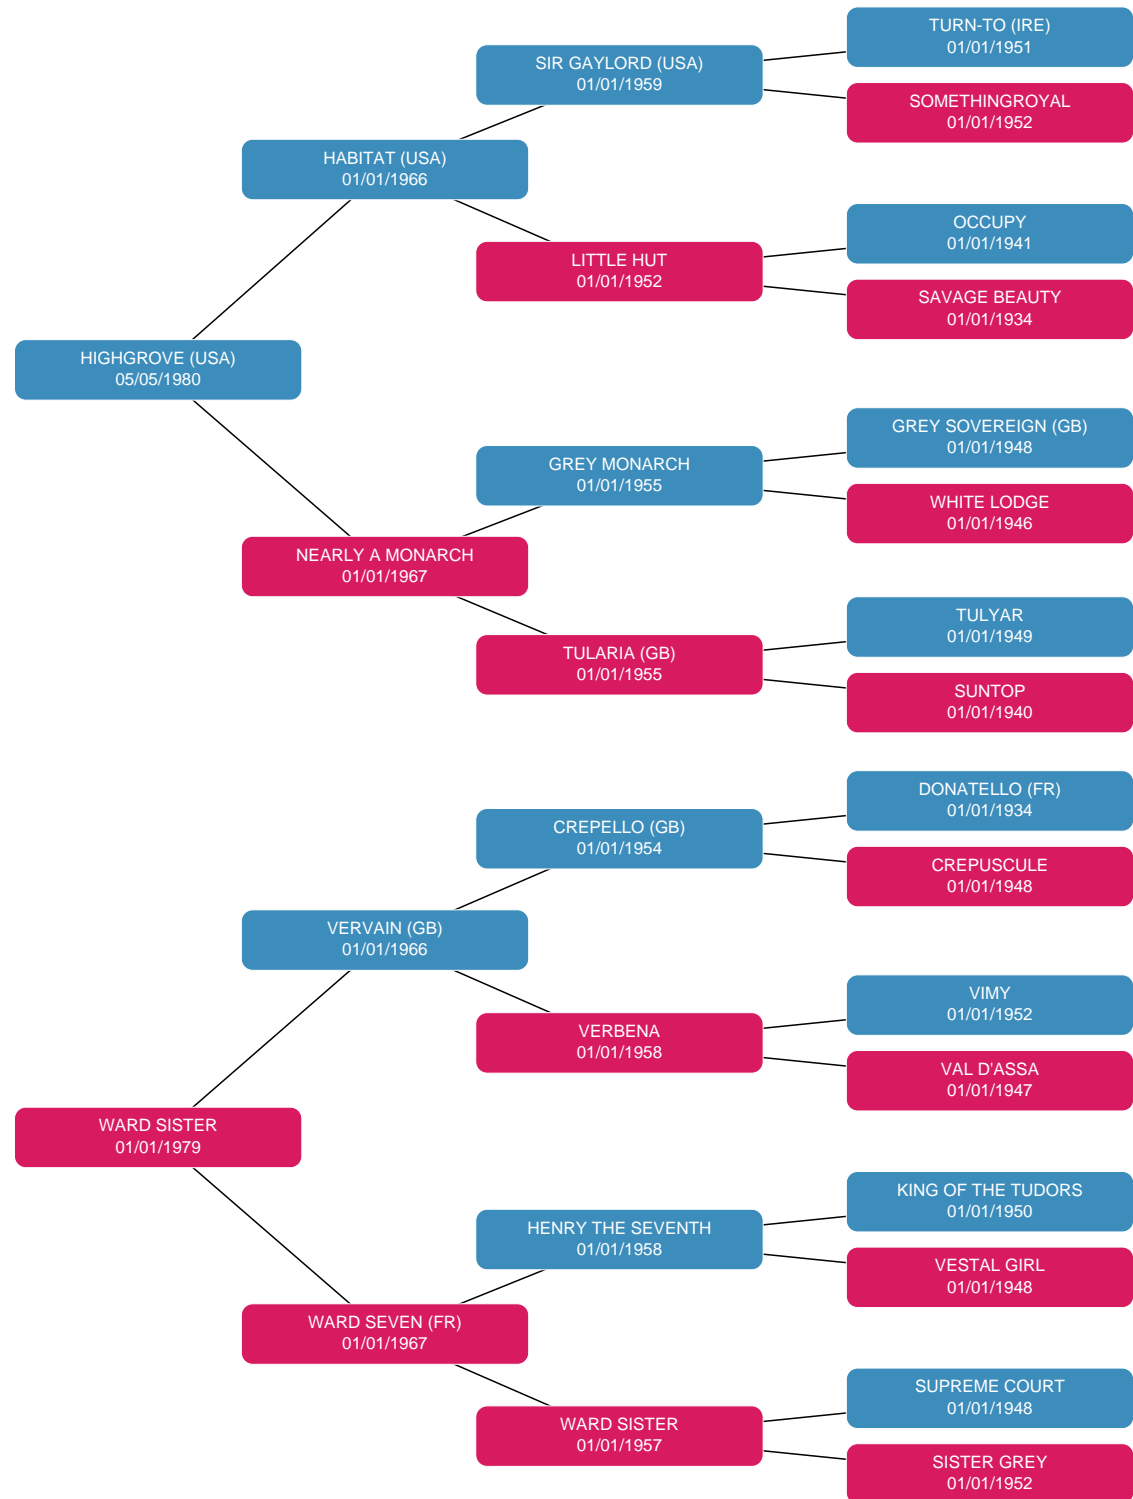 TURN-TO (IRE)
01/01/1951
SIR GAYLORD (USA)
01/01/1959
SOMETHINGROYAL
01/01/1952
HABITAT (USA)
01/01/1966
OCCUPY
01/01/1941
LITTLE HUT
01/01/1952
SAVAGE BEAUTY
01/01/1934
HIGHGROVE (USA)
05/05/1980
GREY SOVEREIGN (GB)
01/01/1948
GREY MONARCH
01/01/1955
WHITE LODGE
01/01/1946
NEARLY A MONARCH
01/01/1967
TULYAR
01/01/1949
TULARIA (GB)
01/01/1955
SUNTOP
01/01/1940
DONATELLO (FR)
01/01/1934
CREPELLO (GB)
01/01/1954
CREPUSCULE
01/01/1948
VERVAIN (GB)
01/01/1966
VIMY
01/01/1952
VERBENA
01/01/1958
VAL D'ASSA
01/01/1947
WARD SISTER
01/01/1979
KING OF THE TUDORS
01/01/1950
HENRY THE SEVENTH
01/01/1958
VESTAL GIRL
01/01/1948
WARD SEVEN (FR)
01/01/1967
SUPREME COURT
01/01/1948
WARD SISTER
01/01/1957
SISTER GREY
01/01/1952